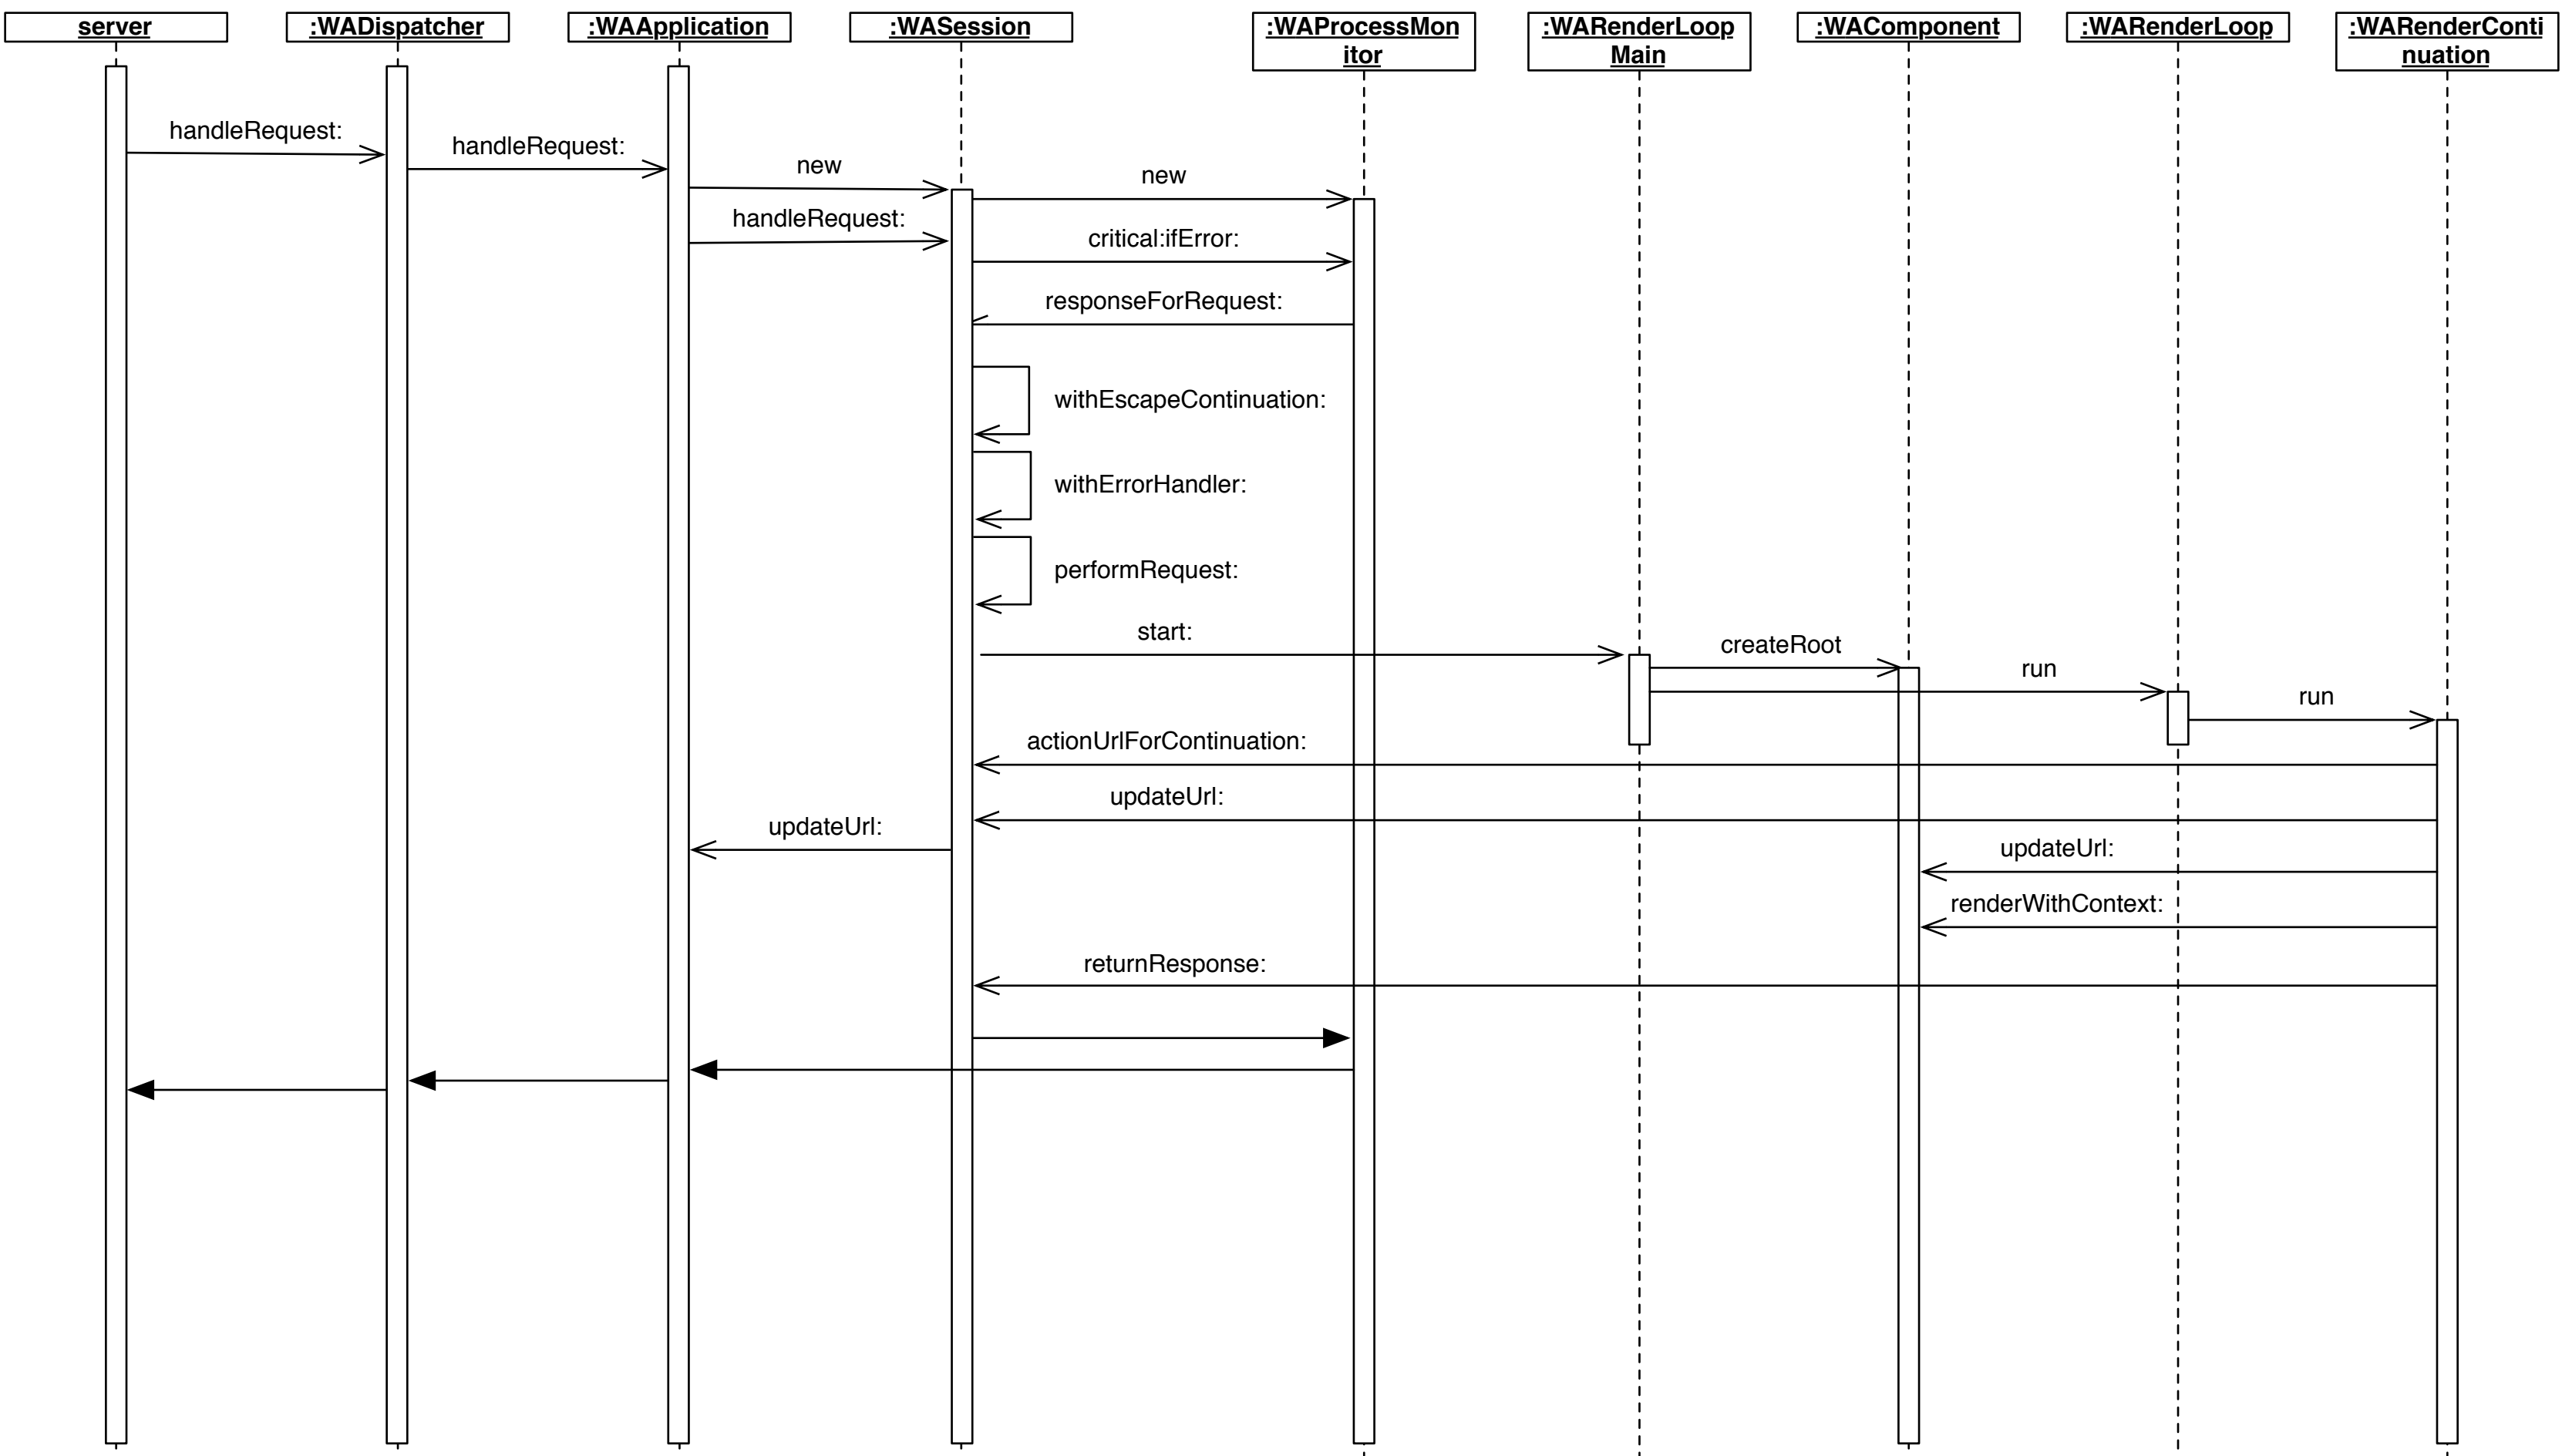 server
:WADispatcher
:WAApplication
:WASession
:WAProcessMon
itor
:WARenderLoop
Main
:WAComponent
:WARenderLoop
:WARenderConti
nuation
handleRequest:
handleRequest:
new
new
handleRequest:
critical:ifError:
responseForRequest:
withEscapeContinuation:
withErrorHandler:
performRequest:
start:
createRoot
run
run
actionUrlForContinuation:
updateUrl:
updateUrl:
updateUrl:
renderWithContext:
returnResponse: